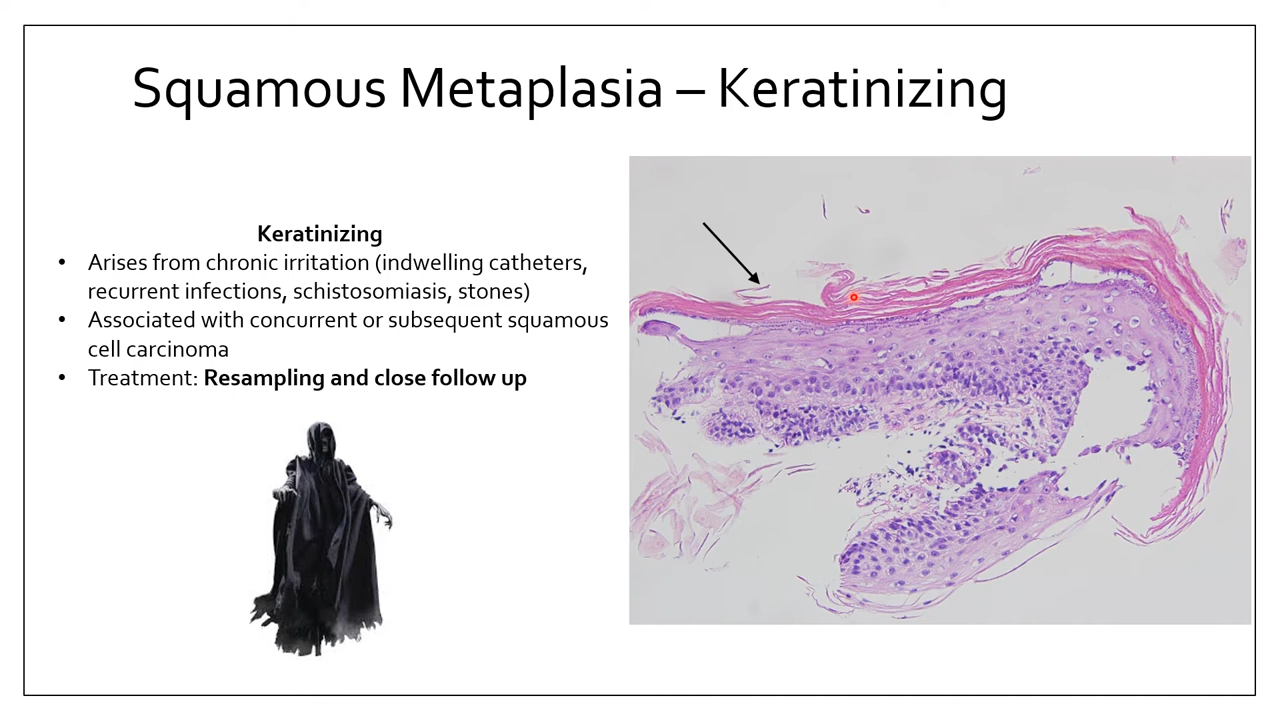 Squamous Metaplasia – Keratinizing
Keratinizing
• Arises from chronic irritation (indwelling catheters,
recurrent infections, schistosomiasis, stones)
• Associated with concurrent or subsequent squamous
cell carcinoma
• Treatment: Resampling and close follow up